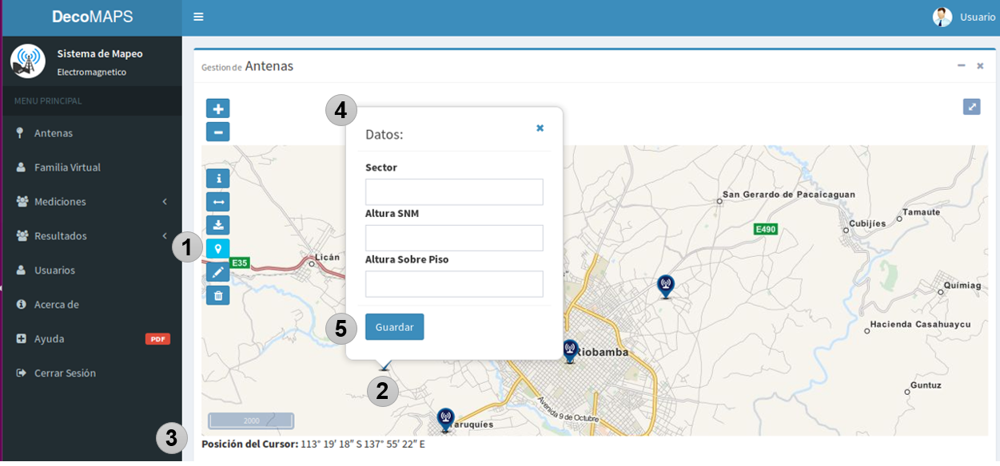 DecoMAPS
Usuario
Sistema de Mapeo
Electromagnetico
MENU PRINCIPAL
Antenas
Familia Virtual
Mediciones
Resultados
Usuarios
Acerca de
Ayuda PDF
Cerrar Sesión
Gestion de Antenas
4
Datos:
Sector
Altura SNM
Altura Sobre Piso
5
Guardar
1
2
3
San Gerardo de Pacaicaguan
Tamaute
Cubijíes
E490
E35
Licán
Químiag
Hacienda Casahuaycu
Riobamba
Guntuz
Avenida 9 de Octubre
Yaruquíes
2000
Posición del Cursor: 113° 19′ 18″ S 137° 55′ 22″ E